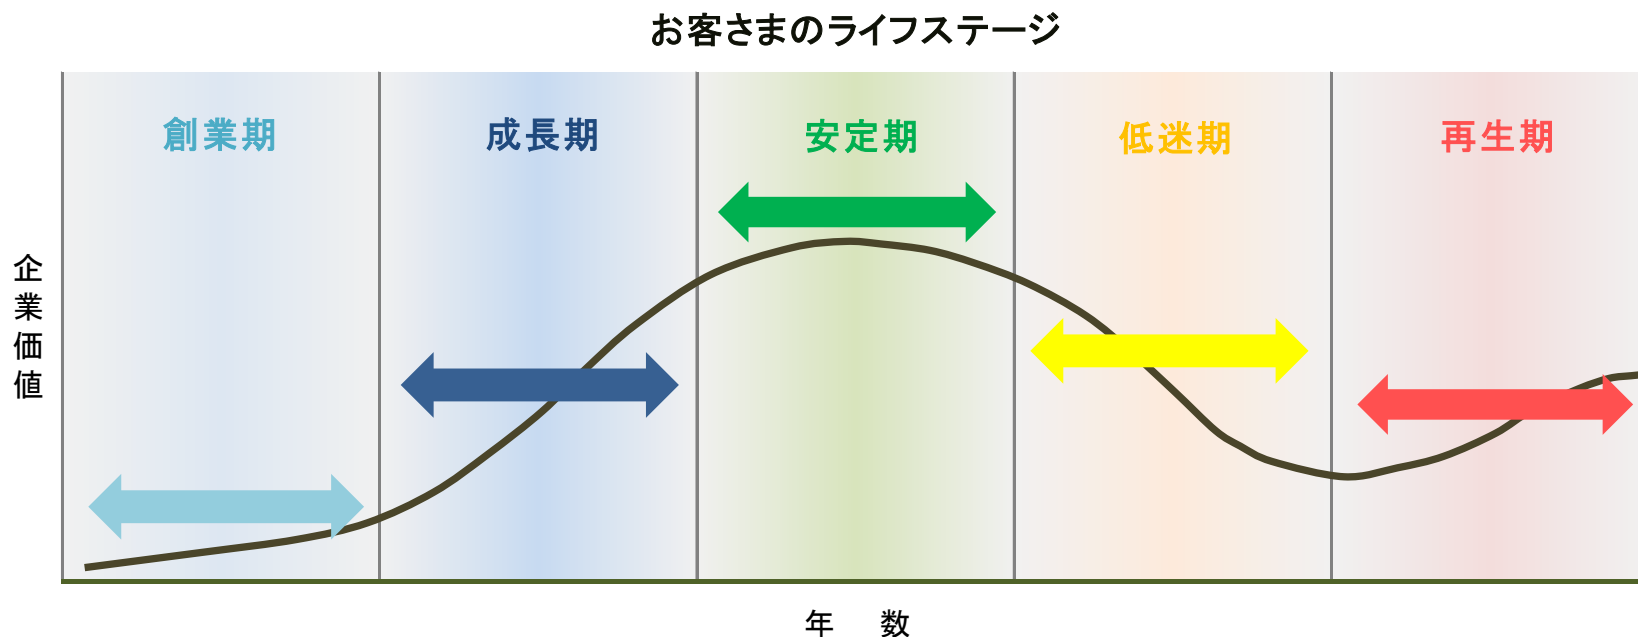 お客さまのライフステージ
創業期
成長期
安定期
低迷期
再生期
企業価値
年　数